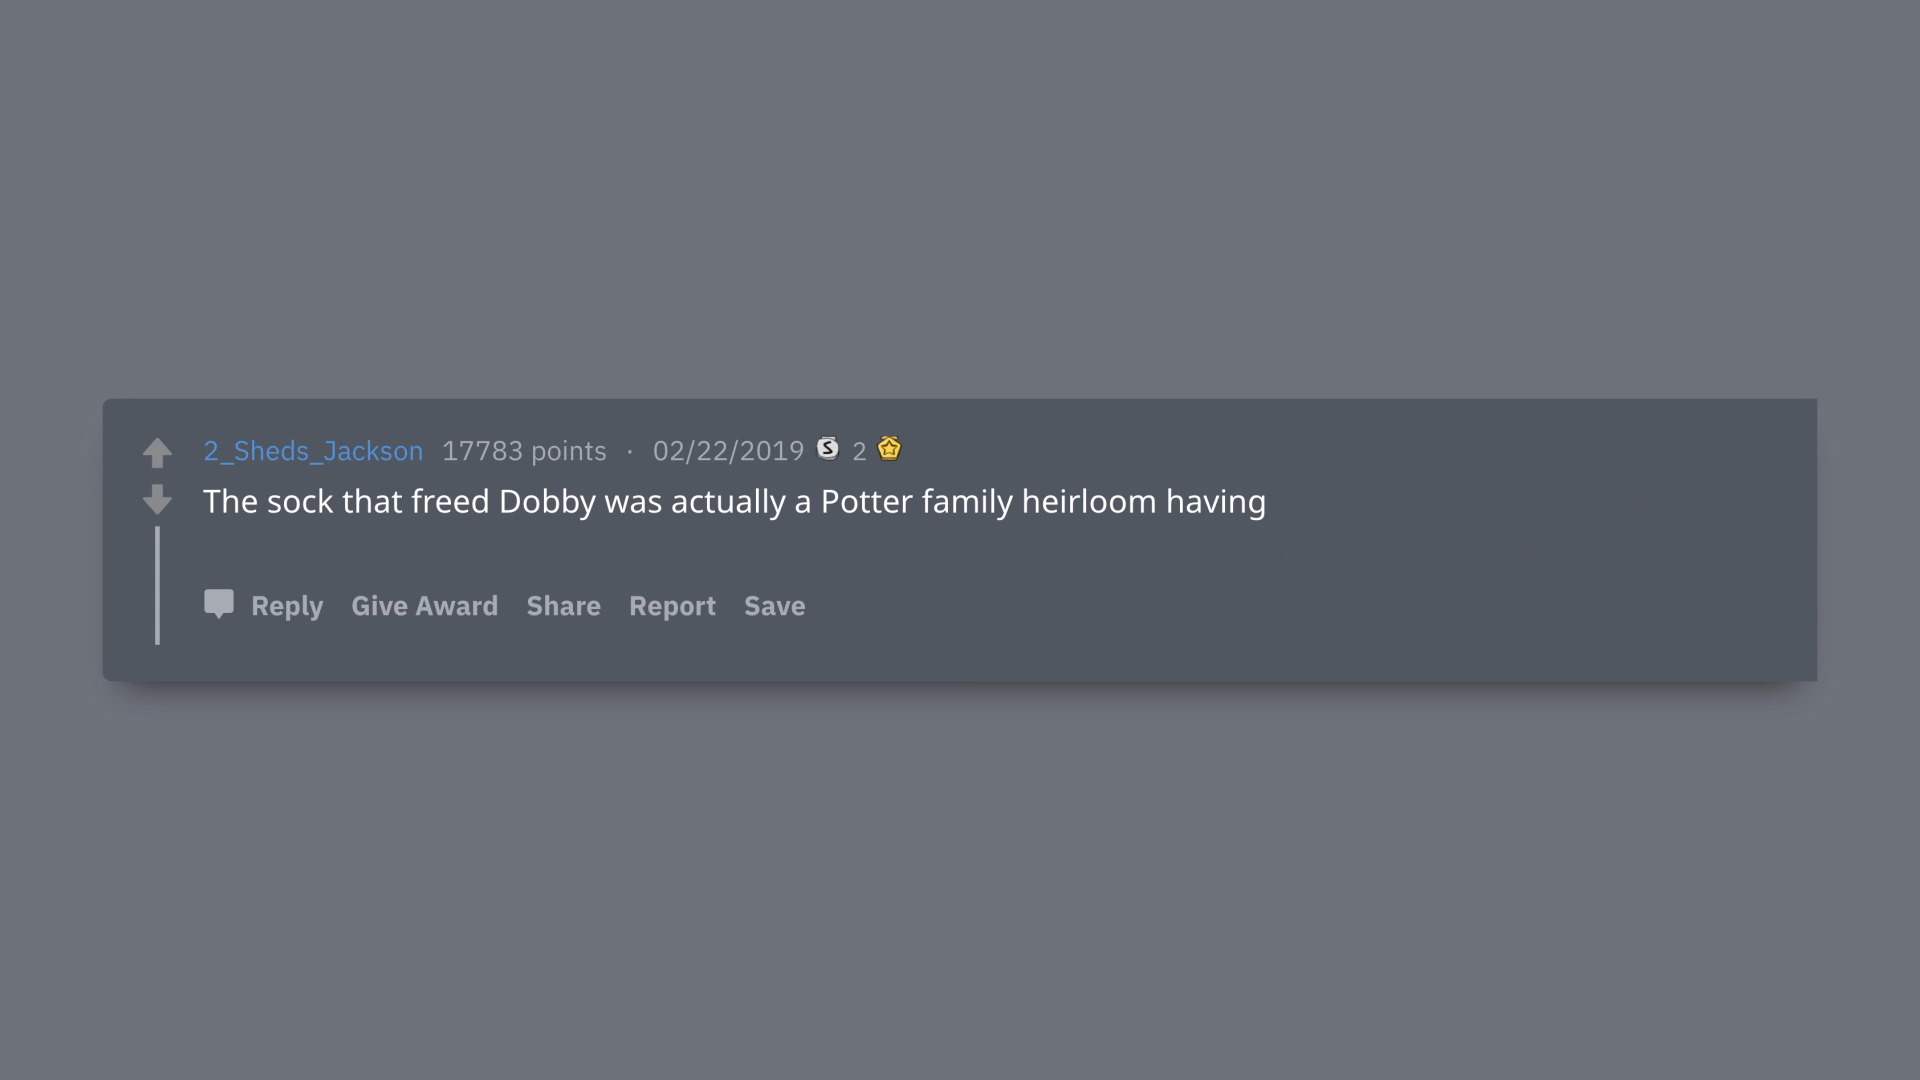 2_Sheds_Jackson 17783 points · 02/22/2019 S 2
The sock that freed Dobby was actually a Potter family heirloom having
Reply Give Award Share Report Save